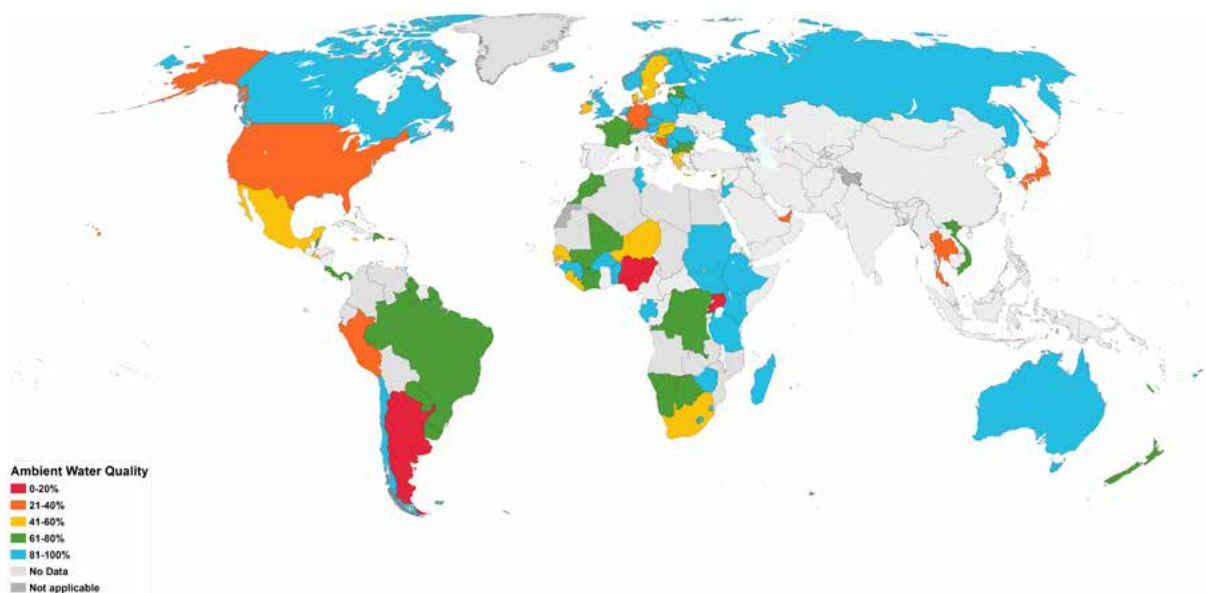 Ambient Water Quality
0-20%
21-40%
41-60%
61-80%
81-100%
No Data
Not applicable